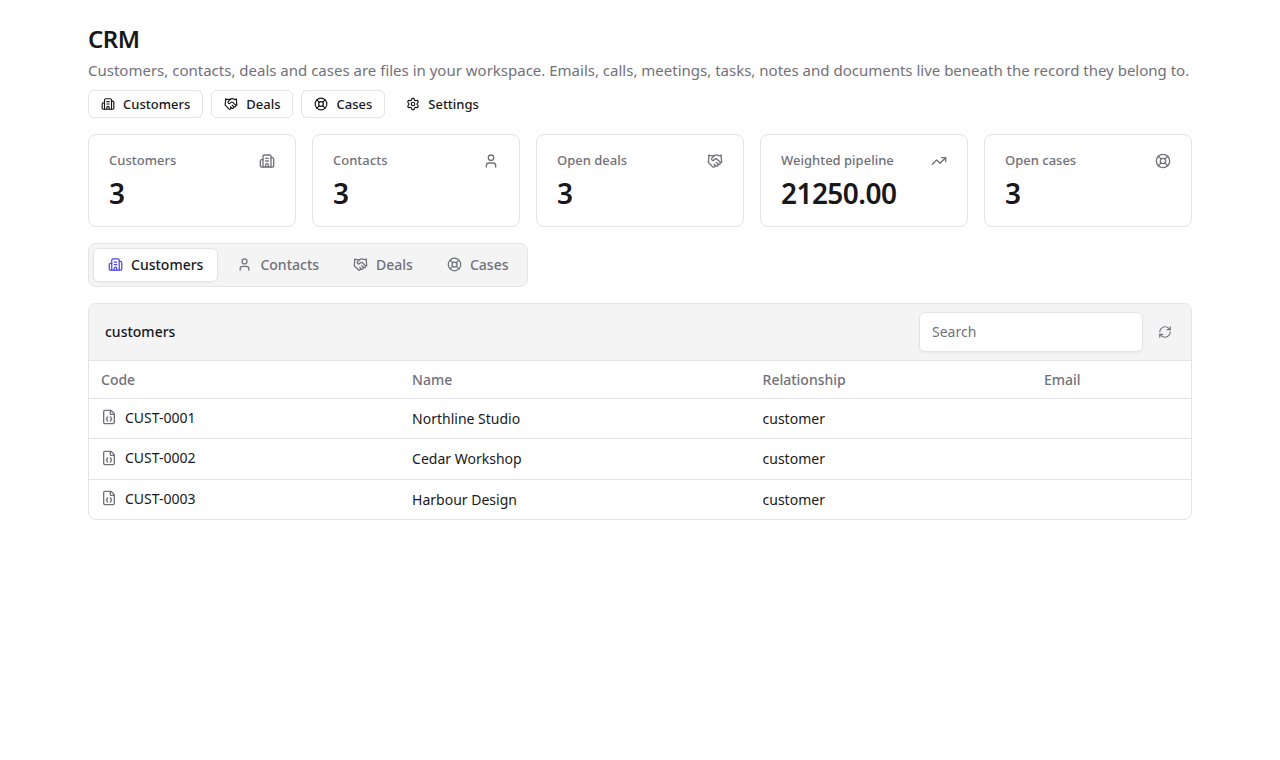 CRM
Customers, contacts, deals and cases are files in your workspace. Emails, calls, meetings, tasks, notes and documents live beneath the record they belong to.
Customers Deals Cases Settings
Customers Contacts Open deals Weighted pipeline Open cases
3 3 3 21250.00 3
Customers Contacts Deals Cases
customers Search
Code Name Relationship Email
CUST-0001 Northline Studio customer
CUST-0002 Cedar Workshop customer
CUST-0003 Harbour Design customer